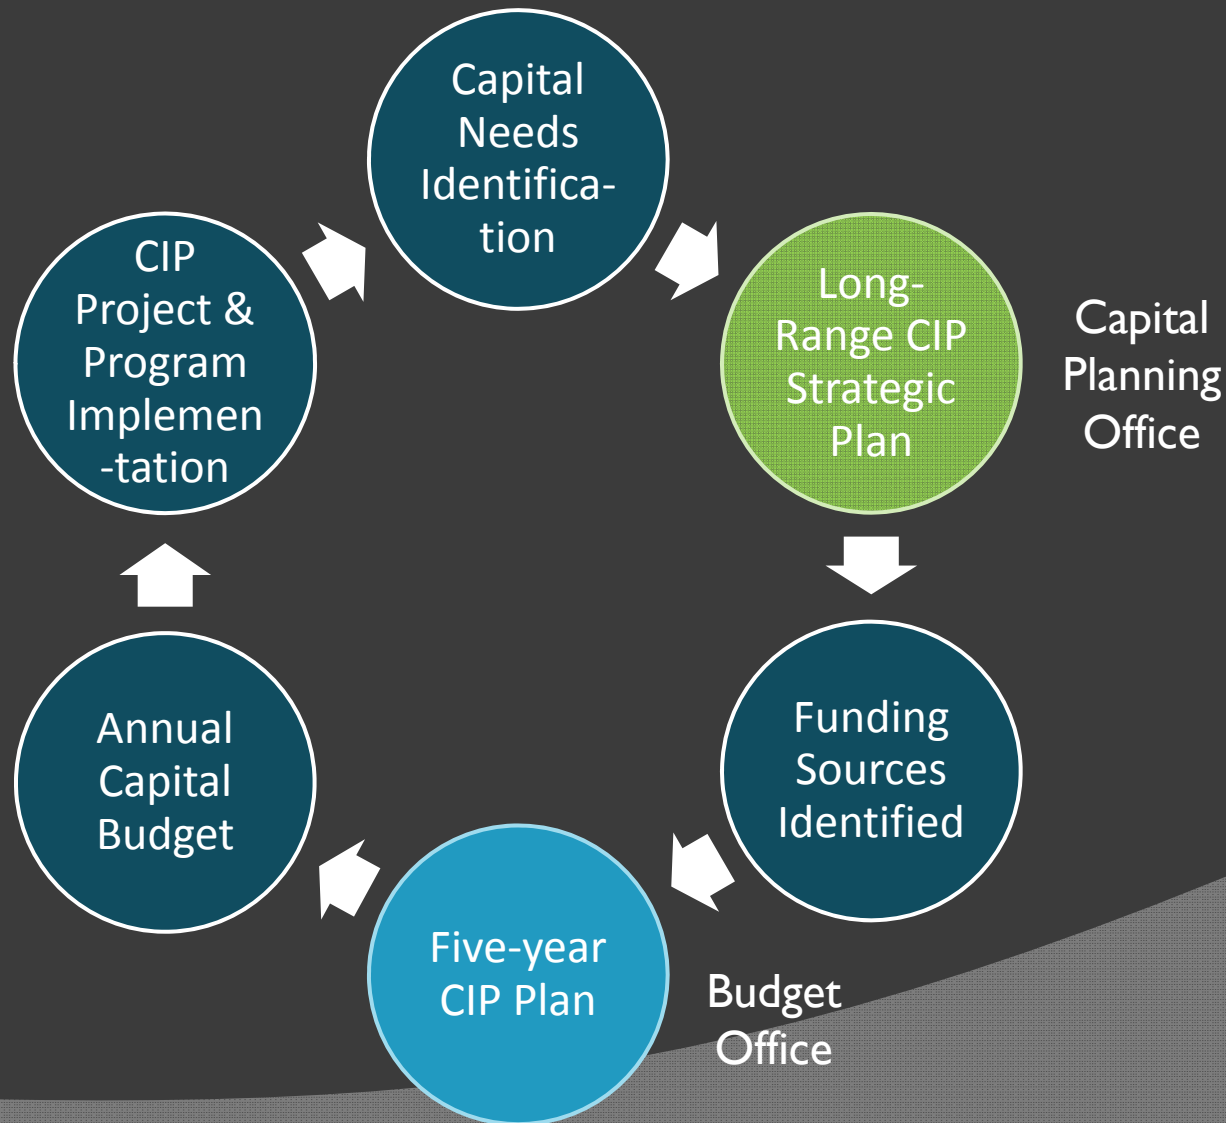 Capital
Needs
Identifica-
tion
Long-
Range CIP
Strategic
Plan
Capital
Planning
Office
Funding
Sources
Identified
Five-year
CIP Plan
Budget
Office
Annual
Capital
Budget
CIP
Project &
Program
Implemen
-tation